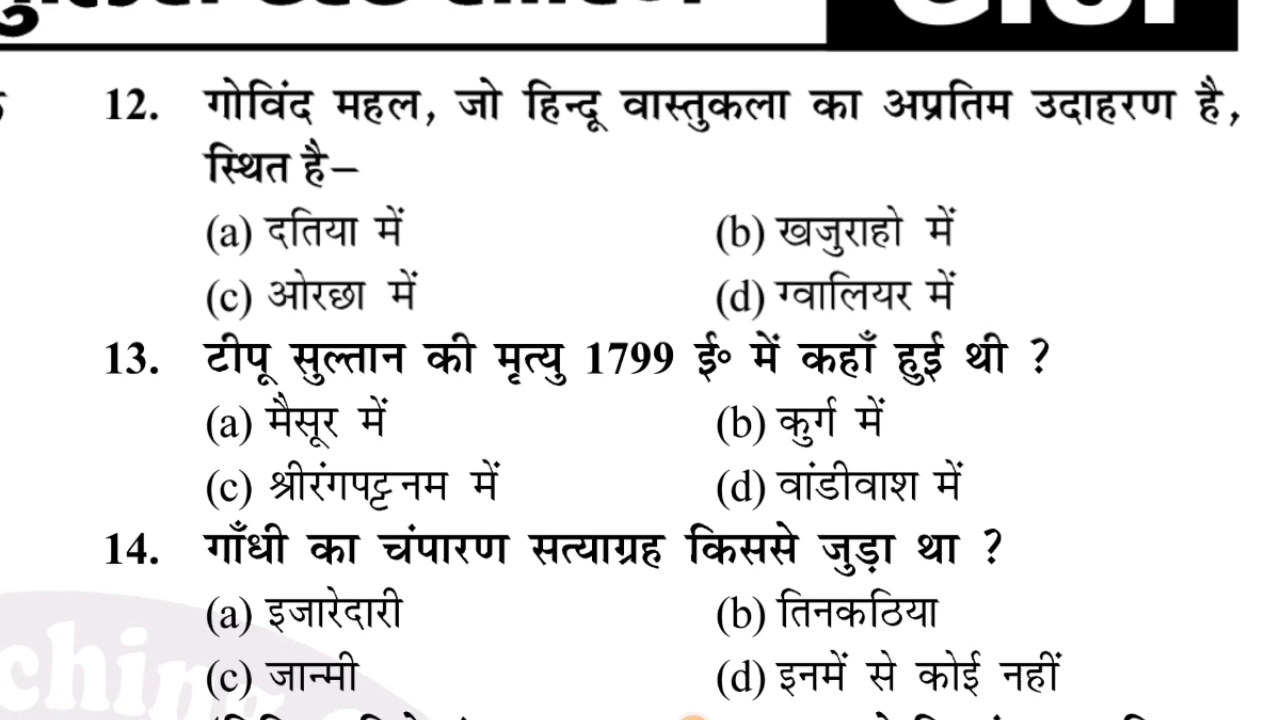 12. गोविंद महल, जो हिन्दू वास्तुकला का अप्रतिम उदाहरण है,
स्थित है–
(a) दतिया में (b) खजुराहो में
(c) ओरछा में (d) ग्वालियर में
13. टीपू सुल्तान की मृत्यु 1799 ई॰ में कहाँ हुई थी ?
(a) मैसूर में (b) कुर्ग में
(c) श्रीरंगपट्टनम में (d) वांडीवाश में
14. गाँधी का चंपारण सत्याग्रह किससे जुड़ा था ?
(a) इजारेदारी (b) तिनकठिया
(c) जान्मी (d) इनमें से कोई नहीं